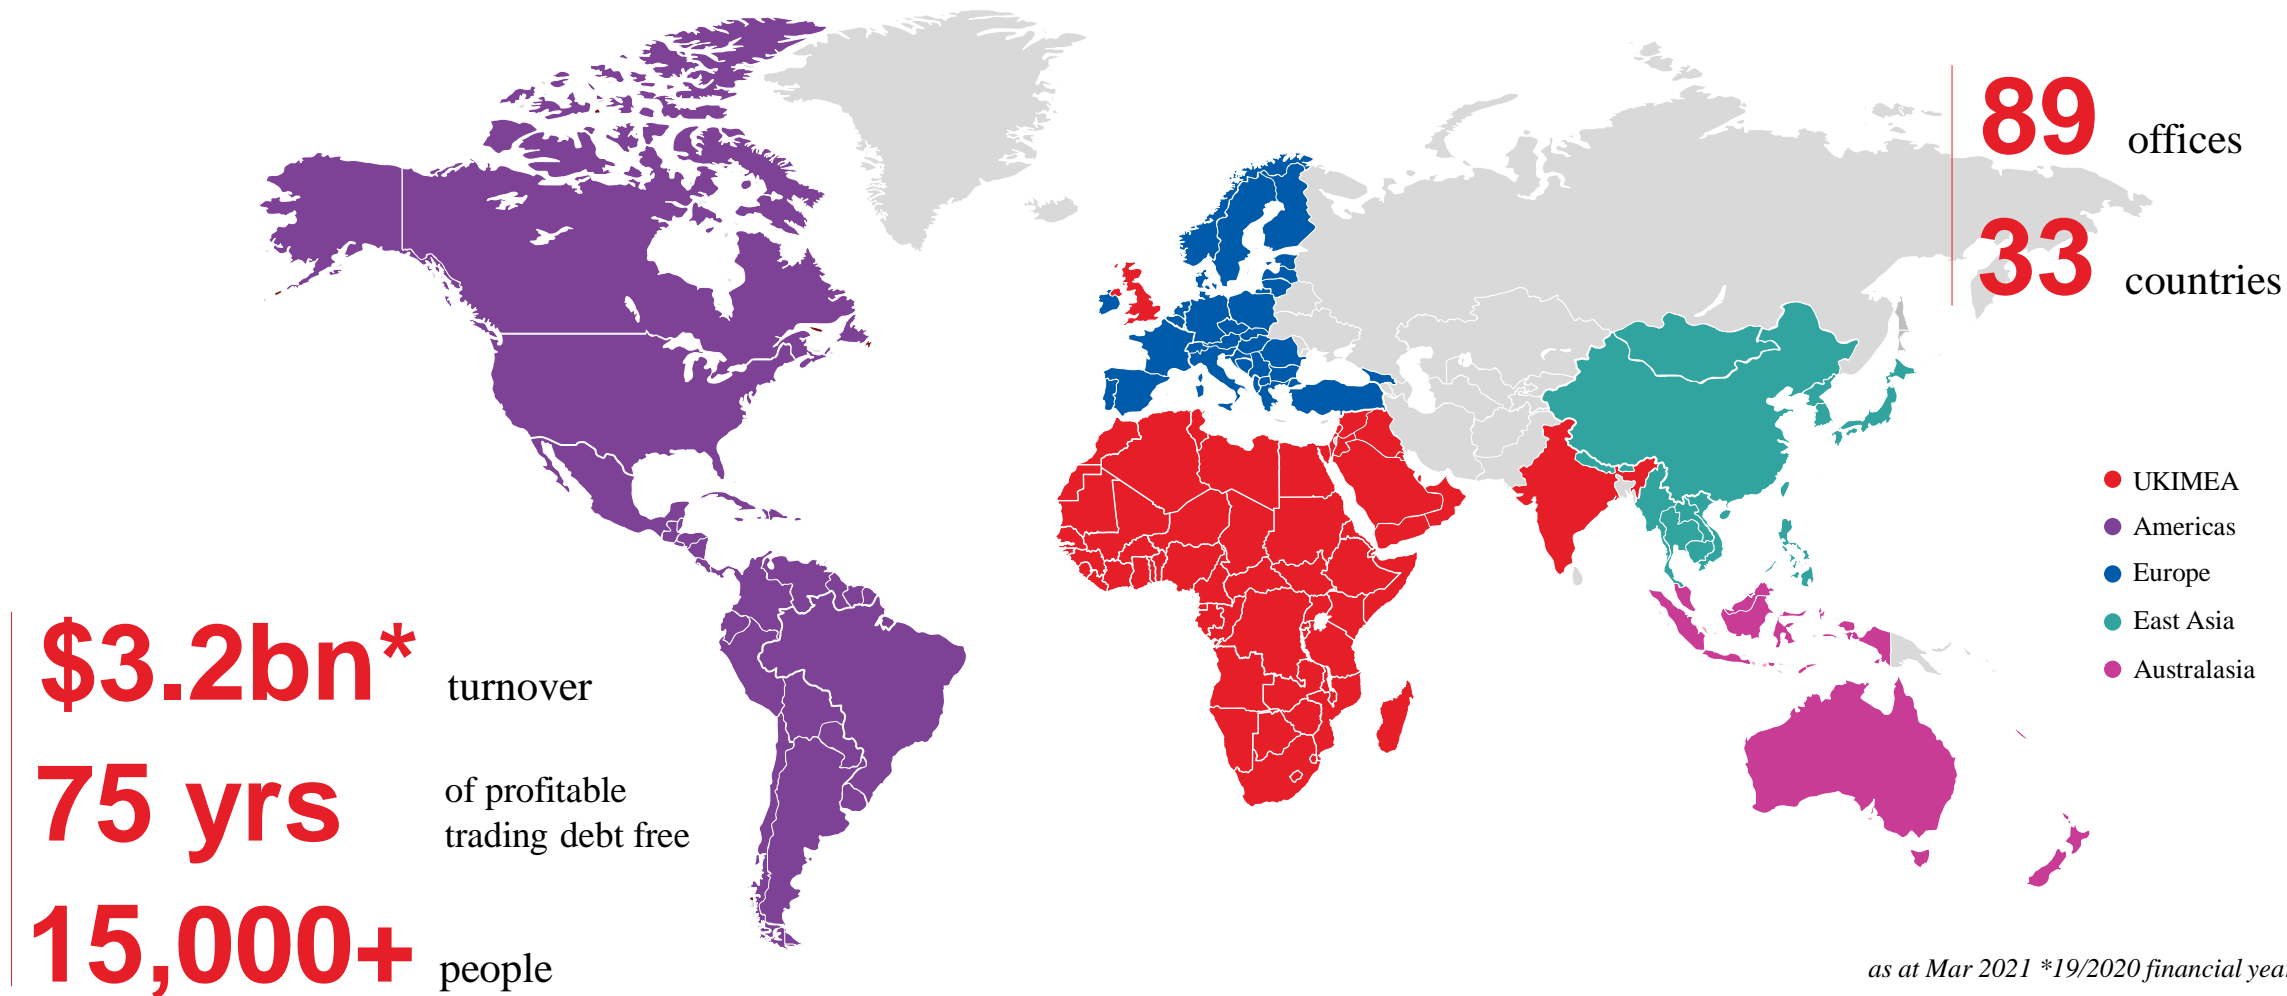 89 offices
33 countries
UKIMEA
Americas
Europe
East Asia
Australasia
$3.2bn* turnover
75 yrs of profitable
trading debt free
15,000+ people
as at Mar 2021 *19/2020 financial year